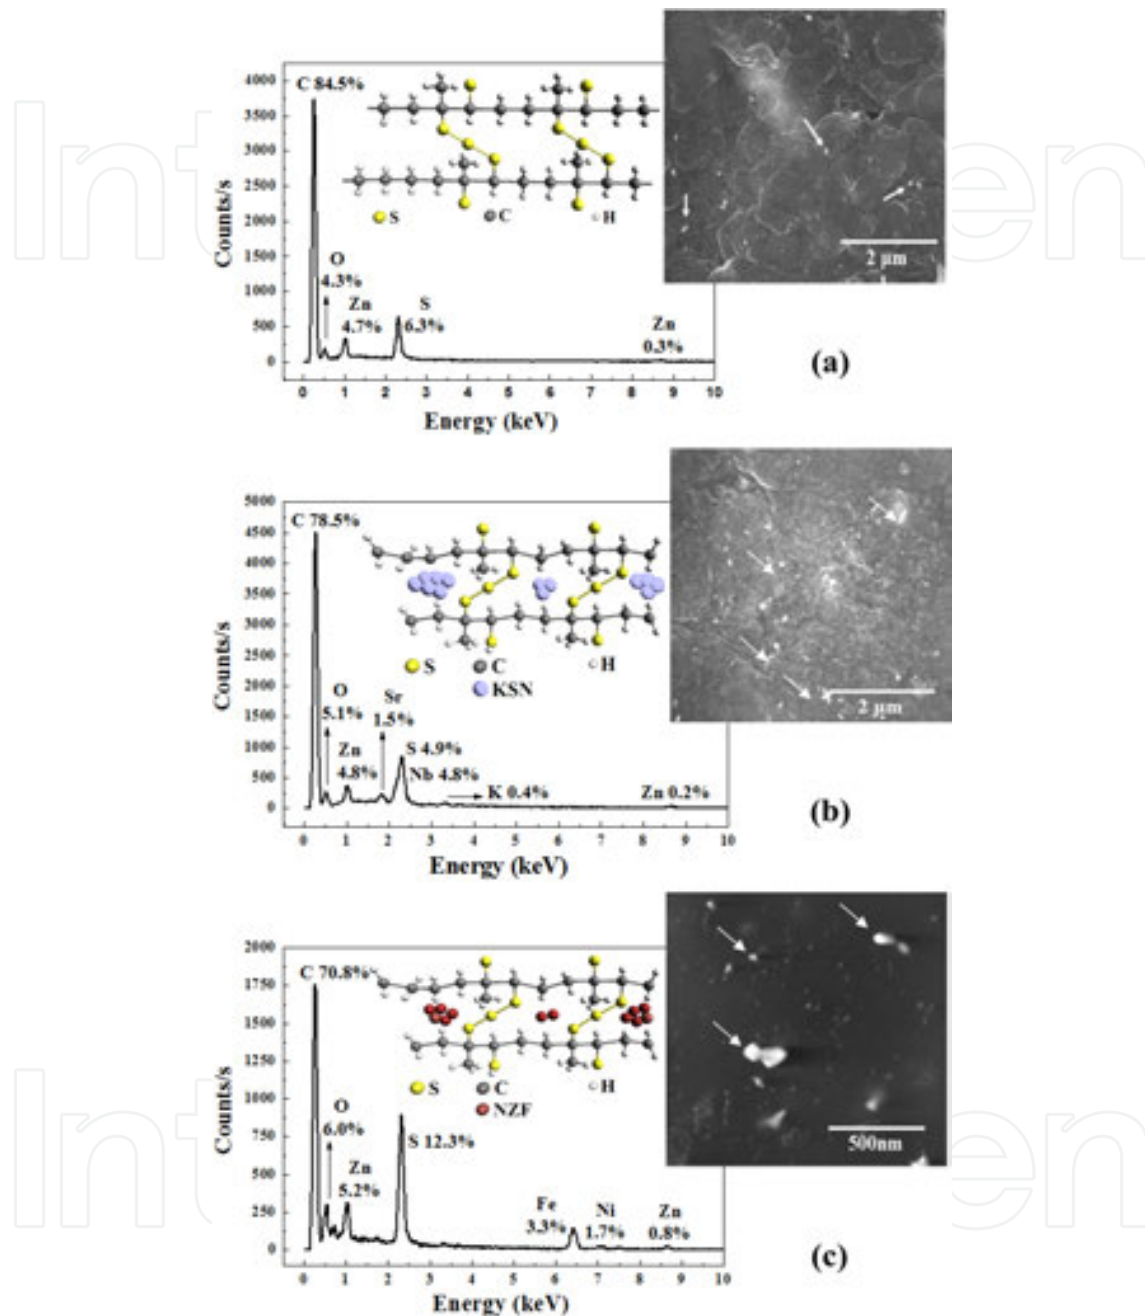 Inten
4000
3500
3000
2500
2000
1500
1000
500
0
Counts/s
C 84.5%
O
4.3%
Zn
4.7%
S
6.3%
Zn
0.3%
S C H
0 1 2 3 4 5 6 7 8 9 10
Energy (keV)
2 µm
(a)
5000
4500
4000
3500
3000
2500
2000
1500
1000
500
0
Counts/s
C 78.5%
O
5.1%
Zn
4.8%
Sr
1.5%
S 4.9%
Nb 4.8%
K 0.4%
Zn 0.2%
S C H
KSN
0 1 2 3 4 5 6 7 8 9 10
Energy (keV)
2 µm
(b)
2000
1750
1500
1250
1000
750
500
250
0
Counts/s
C 70.8%
O
6.0%
Zn
5.2%
S 12.3%
Fe
3.3%
Ni
1.7%
Zn
0.8%
S C H
NZF
0 1 2 3 4 5 6 7 8 9 10
Energy (keV)
500nm
(c)
Inten